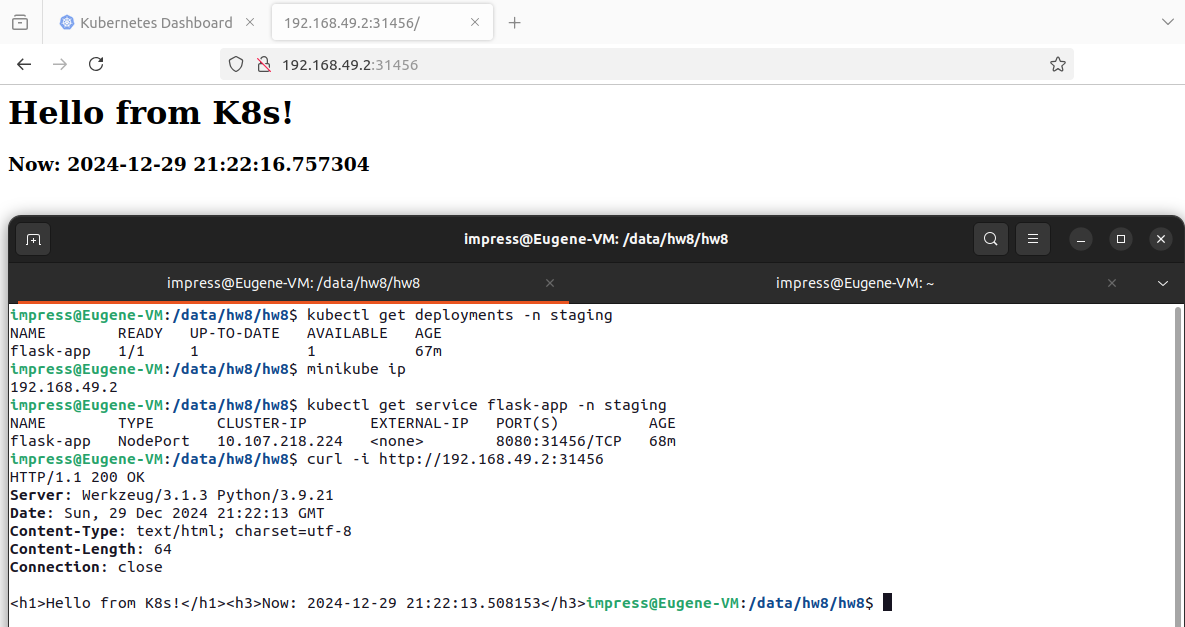 Kubernetes Dashboard
192.168.49.2:31456/
192.168.49.2:31456
Hello from K8s!
Now: 2024-12-29 21:22:16.757304
impress@Eugene-VM: /data/hw8/hw8
impress@Eugene-VM: /data/hw8/hw8
impress@Eugene-VM: ~
impress@Eugene-VM:/data/hw8/hw8$ kubectl get deployments -n staging
NAME        READY   UP-TO-DATE   AVAILABLE   AGE
flask-app   1/1     1            1           67m
impress@Eugene-VM:/data/hw8/hw8$ minikube ip
192.168.49.2
impress@Eugene-VM:/data/hw8/hw8$ kubectl get service flask-app -n staging
NAME        TYPE       CLUSTER-IP       EXTERNAL-IP   PORT(S)          AGE
flask-app   NodePort   10.107.218.224   <none>        8080:31456/TCP   68m
impress@Eugene-VM:/data/hw8/hw8$ curl -i http://192.168.49.2:31456
HTTP/1.1 200 OK
Server: Werkzeug/3.1.3 Python/3.9.21
Date: Sun, 29 Dec 2024 21:22:13 GMT
Content-Type: text/html; charset=utf-8
Content-Length: 64
Connection: close
<h1>Hello from K8s!</h1><h3>Now: 2024-12-29 21:22:13.508153</h3>impress@Eugene-VM:/data/hw8/hw8$